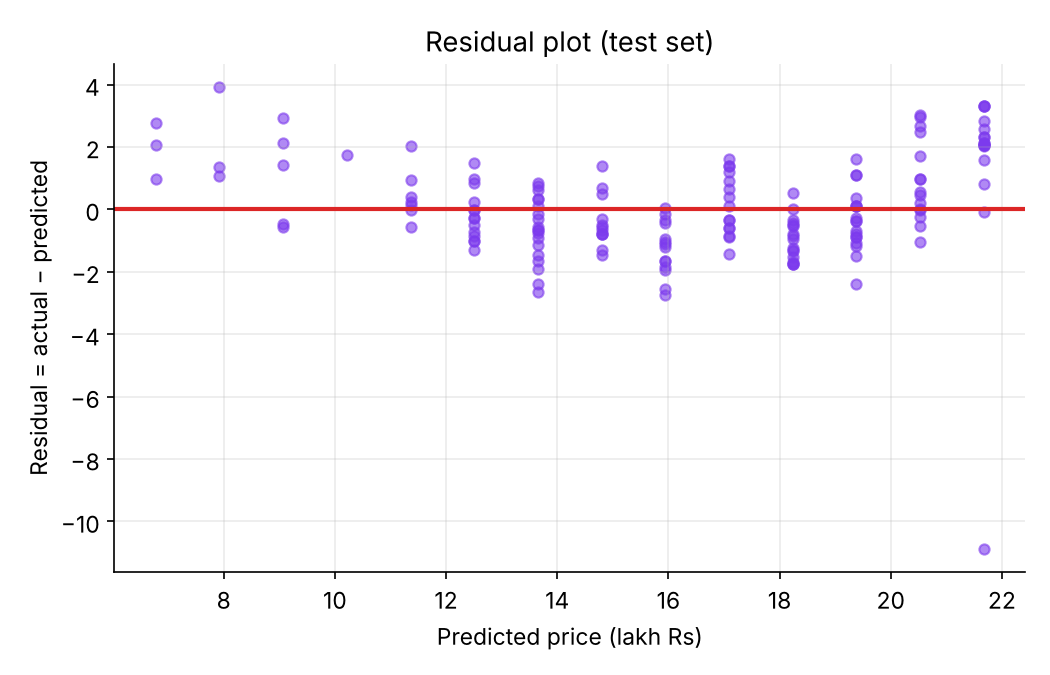 Residual plot (test set)
Residual = actual − predicted
4
2
0
−2
−4
−6
−8
−10
8 10 12 14 16 18 20 22
Predicted price (lakh Rs)